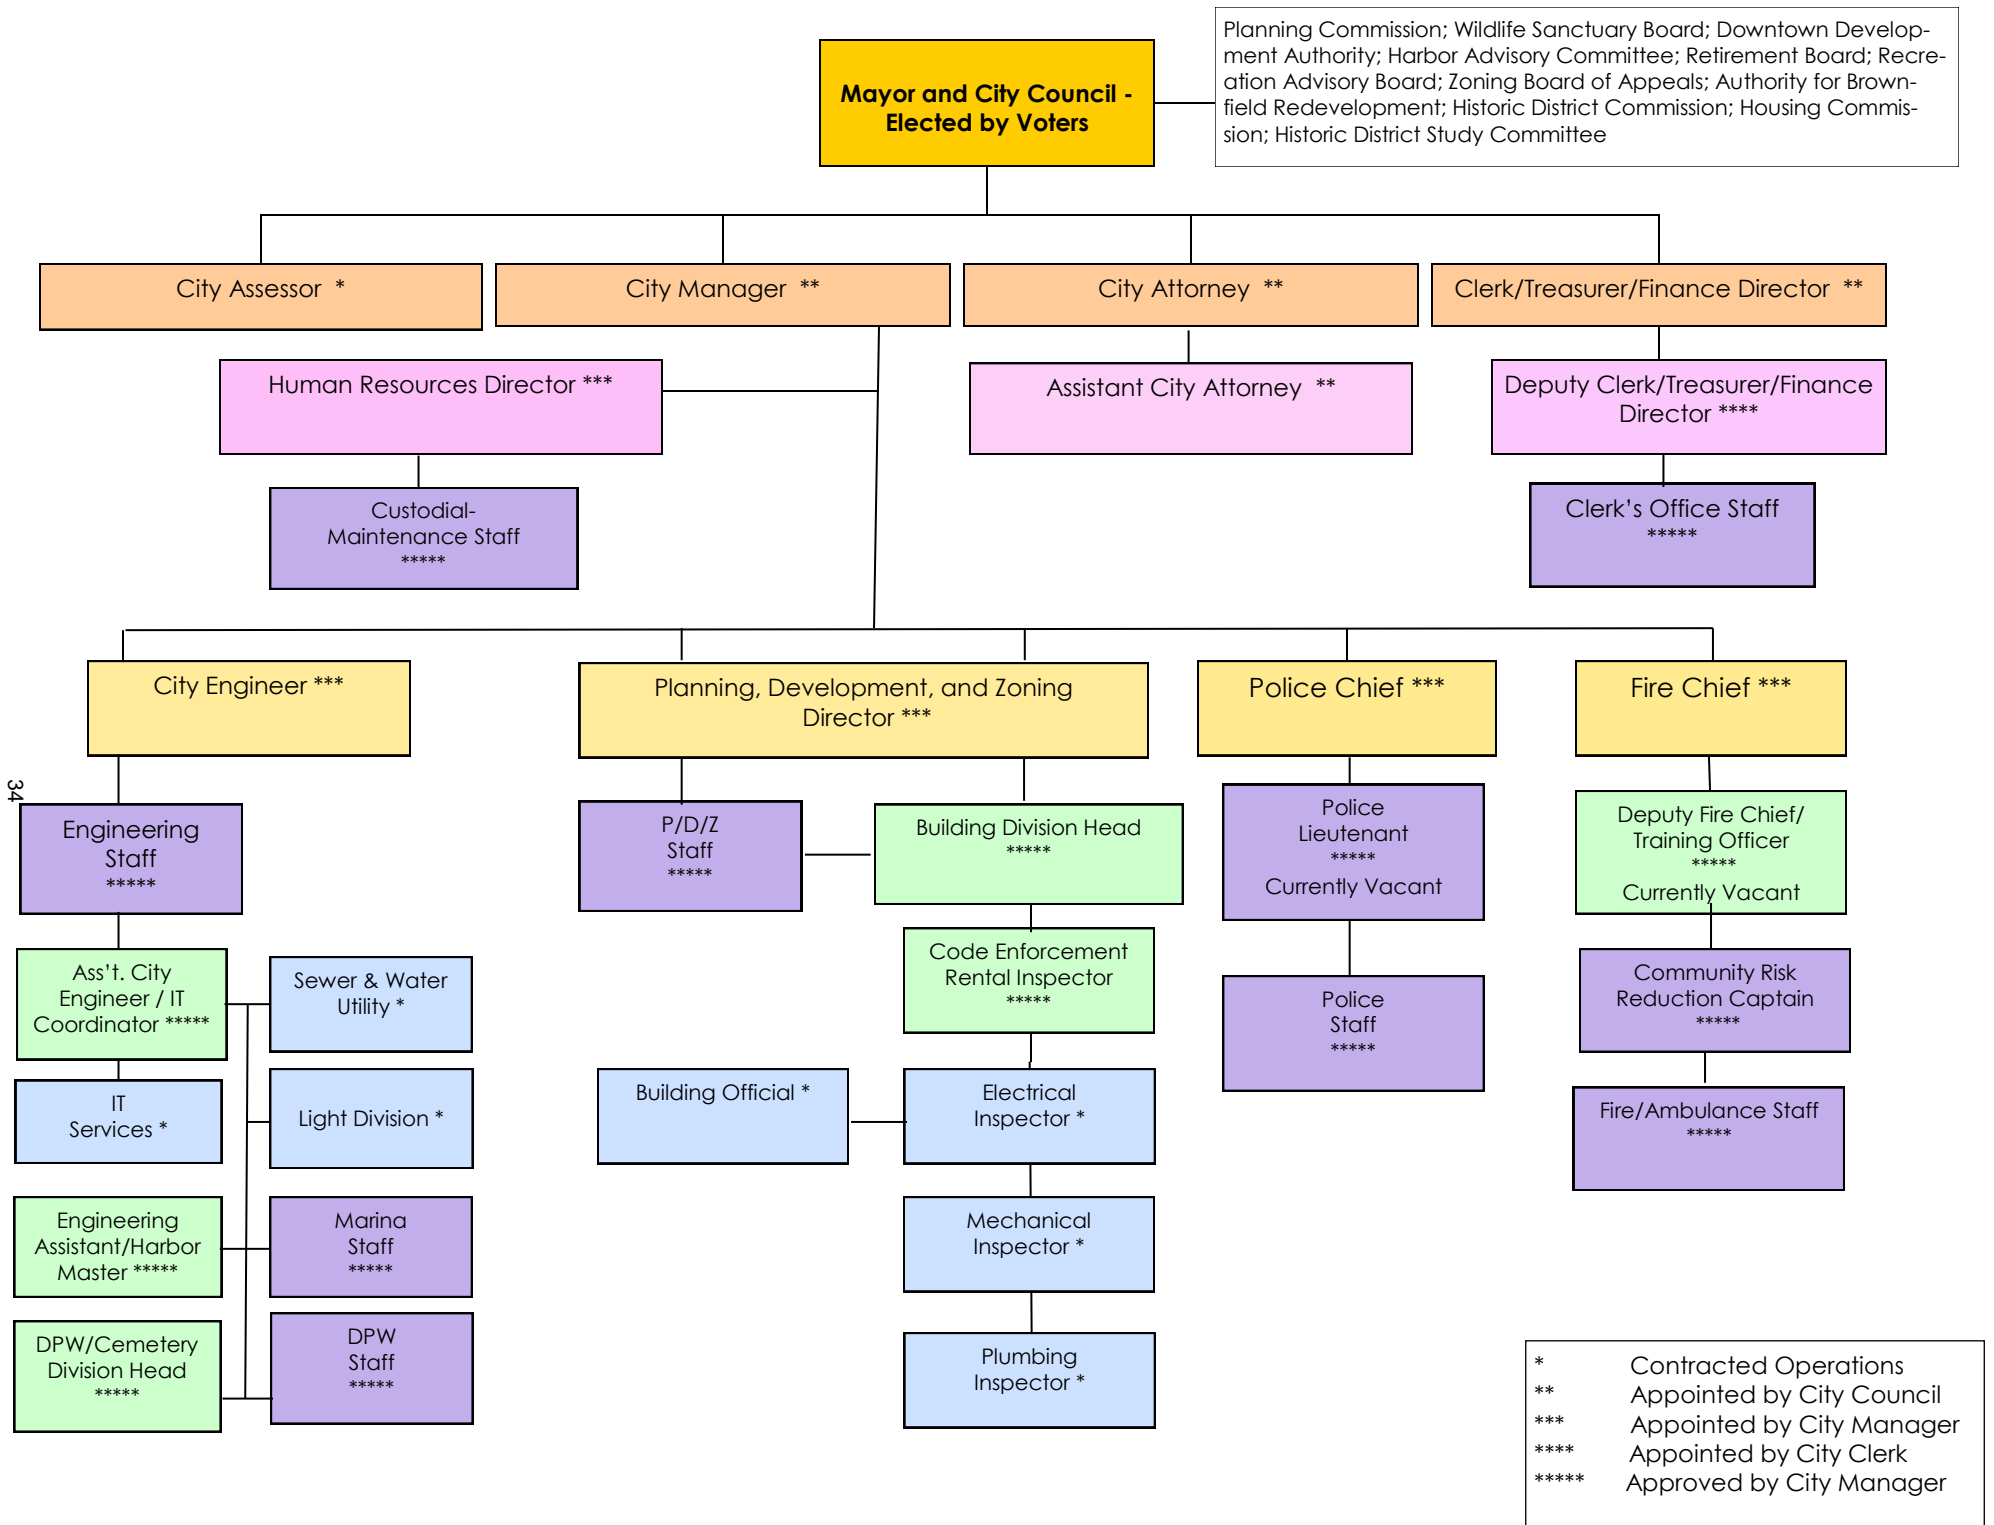 Planning Commission; Wildlife Sanctuary Board; Downtown Develop-
ment Authority; Harbor Advisory Committee; Retirement Board; Recre-
ation Advisory Board; Zoning Board of Appeals; Authority for Brown-
field Redevelopment; Historic District Commission; Housing Commis-
sion; Historic District Study Committee
Mayor and City Council -
Elected by Voters
City Assessor *
City Manager **
City Attorney **
Clerk/Treasurer/Finance Director **
Human Resources Director ***
Assistant City Attorney **
Deputy Clerk/Treasurer/Finance
Director ****
Custodial-
Maintenance Staff
*****
Clerk’s Office Staff
*****
City Engineer ***
Planning, Development, and Zoning
Director ***
Police Chief ***
Fire Chief ***
34
Engineering
Staff
*****
P/D/Z
Staff
*****
Building Division Head
*****
Police
Lieutenant
*****
Currently Vacant
Deputy Fire Chief/
Training Officer
*****
Currently Vacant
Ass’t. City
Engineer / IT
Coordinator *****
Sewer & Water
Utility *
Code Enforcement
Rental Inspector
*****
Police
Staff
*****
Community Risk
Reduction Captain
*****
IT
Services *
Light Division *
Building Official *
Electrical
Inspector *
Fire/Ambulance Staff
*****
Engineering
Assistant/Harbor
Master *****
Marina
Staff
*****
Mechanical
Inspector *
DPW/Cemetery
Division Head
*****
DPW
Staff
*****
Plumbing
Inspector *
* Contracted Operations
** Appointed by City Council
*** Appointed by City Manager
**** Appointed by City Clerk
***** Approved by City Manager